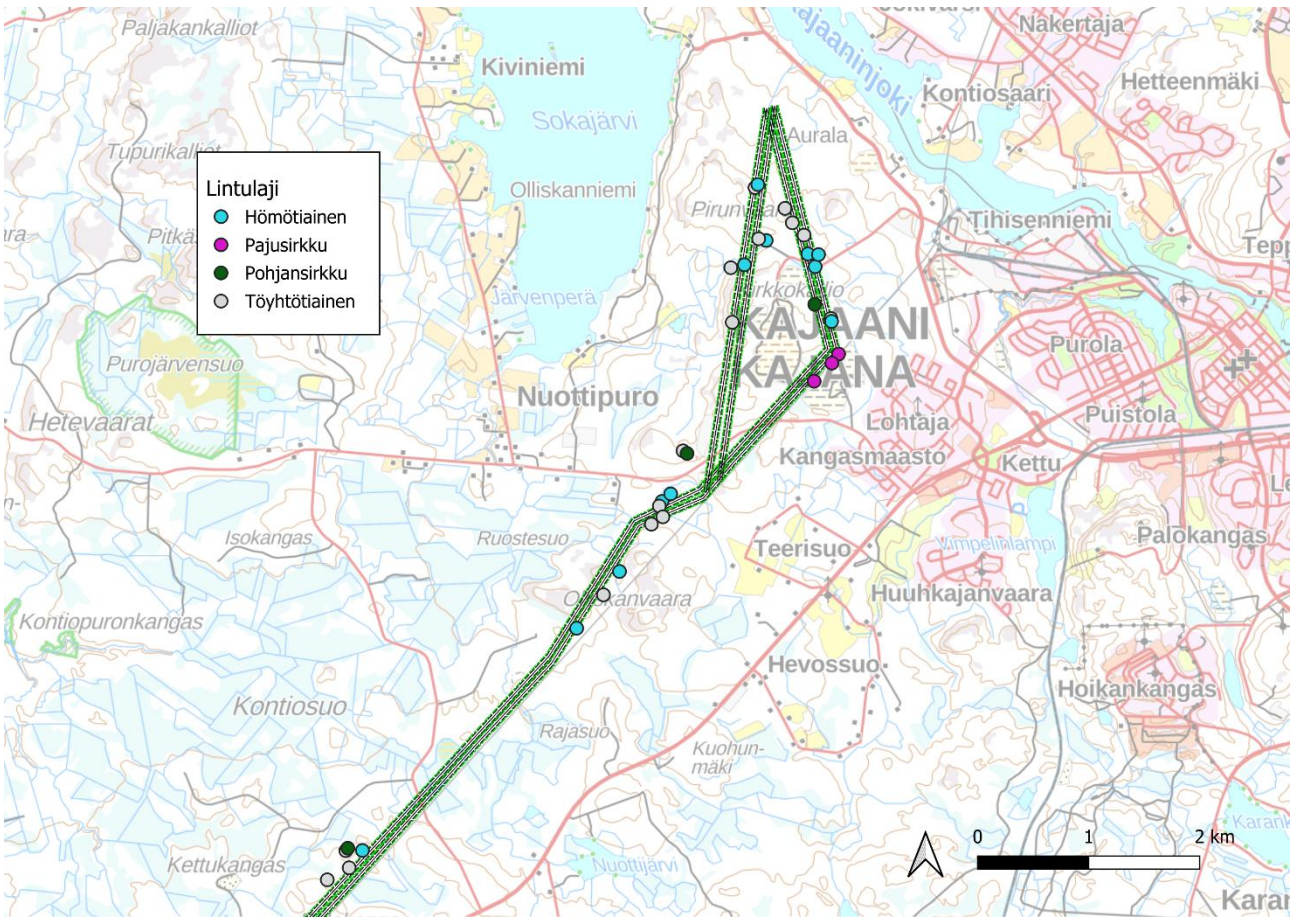 Paljakankalliot
Nakertaja
Kiviniemi
Kajaaninjoki
Hetteenmäki
Kontiosaari
Sokajärvi
Aurala
Tupurikalliot
Lintulaji
Hömötiainen
Pajusirkku
Pohjansirkku
Töyhtötiainen
Olliskanniemi
Tihisenniemi
Järvenperä
KAJAANI
KAJANA
Purola
Purojärvensuo
Nuottipuro
Puistola
Lohtaja
Hetevaarat
Kangasmaasto
Kettu
Isokangas
Ruostesuo
Teerisuo
Vimpelinlampi
Palokangas
Huuhkajanvaara
Kontiopuronkangas
Hevossuo
Hoikankangas
Kontiosuo
Rajasuo
Kuohun-
mäki
0 1 2 km
Kettukangas
Nuottijärvi